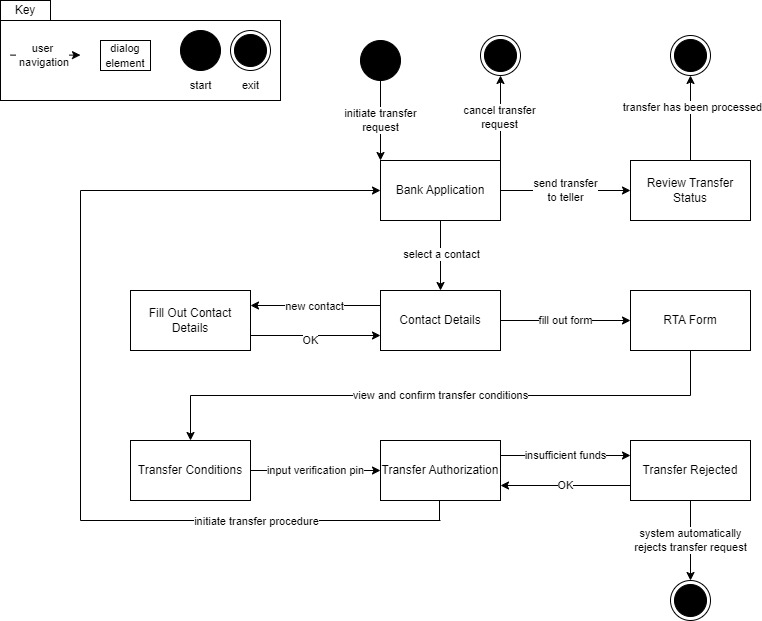 Key
user
navigation
dialog
element
start
exit
initiate transfer
request
cancel transfer
request
transfer has been processed
Bank Application
send transfer
to teller
Review Transfer
Status
select a contact
Fill Out Contact
Details
new contact
OK
Contact Details
fill out form
RTA Form
view and confirm transfer conditions
Transfer Conditions
input verification pin
Transfer Authorization
insufficient funds
OK
Transfer Rejected
initiate transfer procedure
system automatically
rejects transfer request